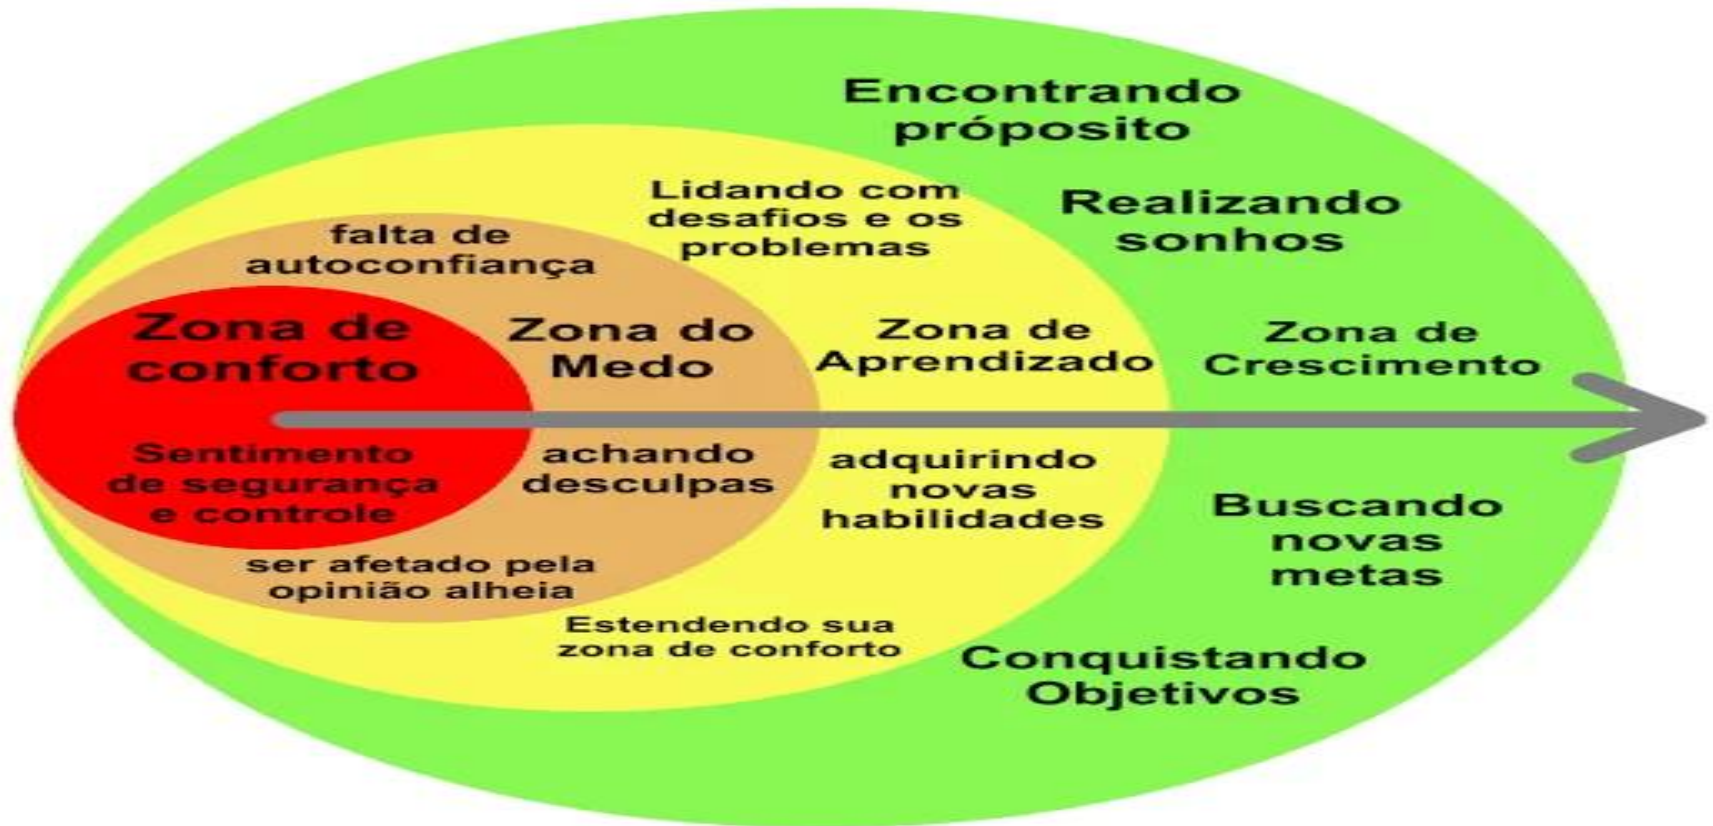 Encontrando
próposito
Lidando com
desafios e os
problemas
Realizando
sonhos
falta de
autoconfiança
Zona de
conforto
Zona do
Medo
Zona de
Aprendizado
Zona de
Crescimento
Sentimento
de segurança
e controle
achando
desculpas
adquirindo
novas
habilidades
Buscando
novas
metas
ser afetado pela
opinião alheia
Estendendo sua
zona de conforto
Conquistando
Objetivos